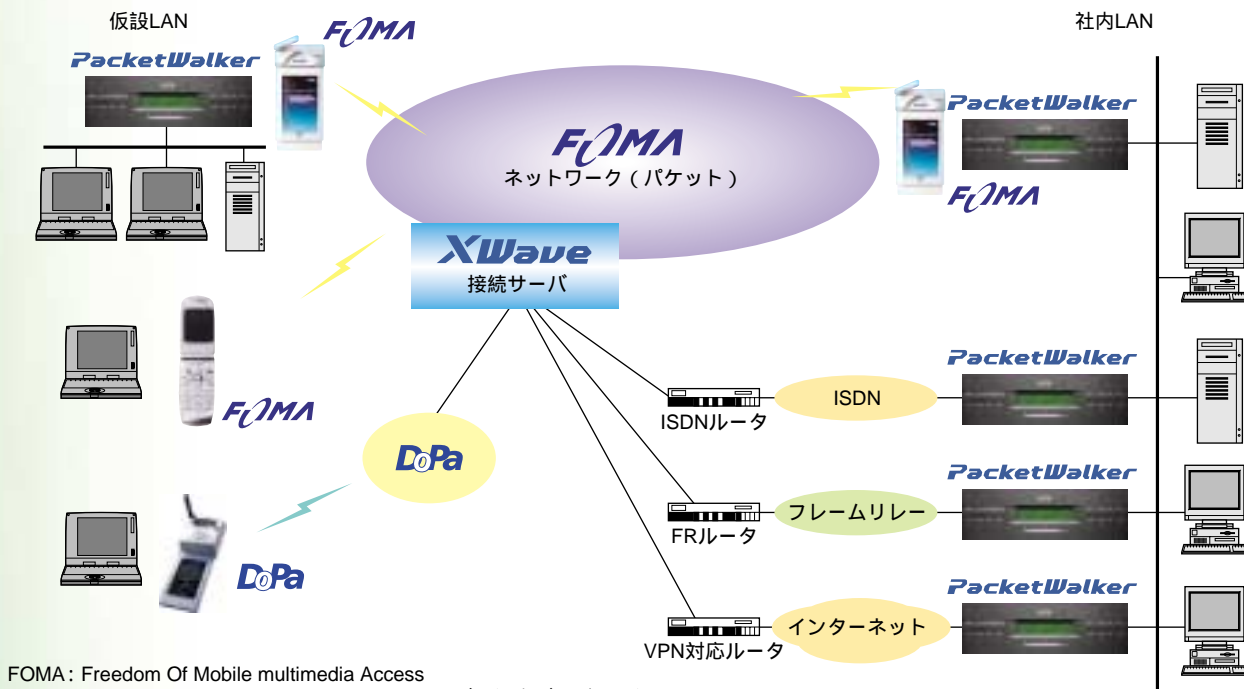 仮設LAN
社内LAN
FOMA
PacketWalker
PacketWalker
FOMA
ネットワーク（パケット）
FOMA
XWave
接続サーバ
FOMA
PacketWalker
ISDN
ISDNルータ
DoPa
PacketWalker
フレームリレー
FRルータ
DoPa
PacketWalker
インターネット
VPN対応ルータ
FOMA：Freedom Of Mobile multimedia Access